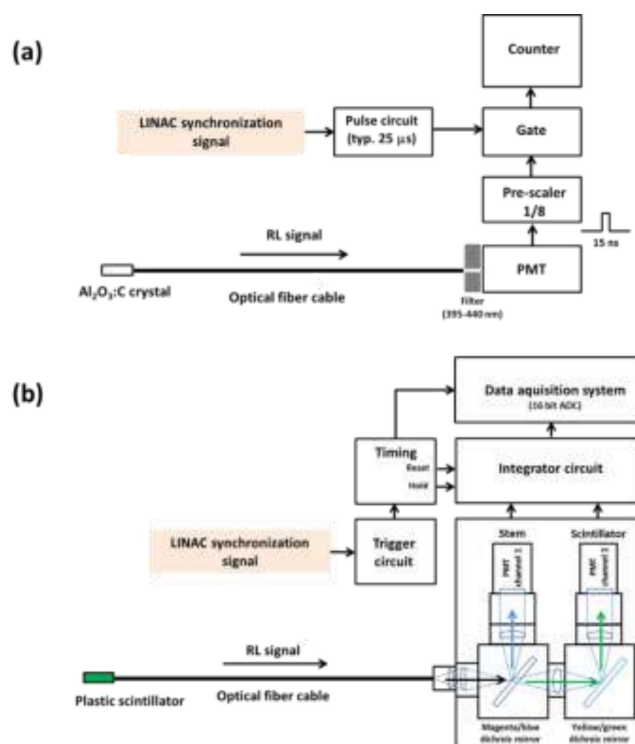 (a)
Counter
LINAC synchronization
signal
Pulse circuit
(typ. 25 μs)
Gate
Pre-scaler
1/8
15 ns
RL signal
PMT
Al₂O₃:C crystal
Optical fiber cable
Filter
(395-440 nm)
(b)
Data aquisition system
(16 bit ADC)
Timing
Reset
Hold
Integrator circuit
LINAC synchronization
signal
Trigger
circuit
Stem
Scintillator
PMT
channel 1
PMT
channel 2
RL signal
Plastic scintillator
Optical fiber cable
Magenta/blue
dichroic mirror
Yellow/green
dichroic mirror